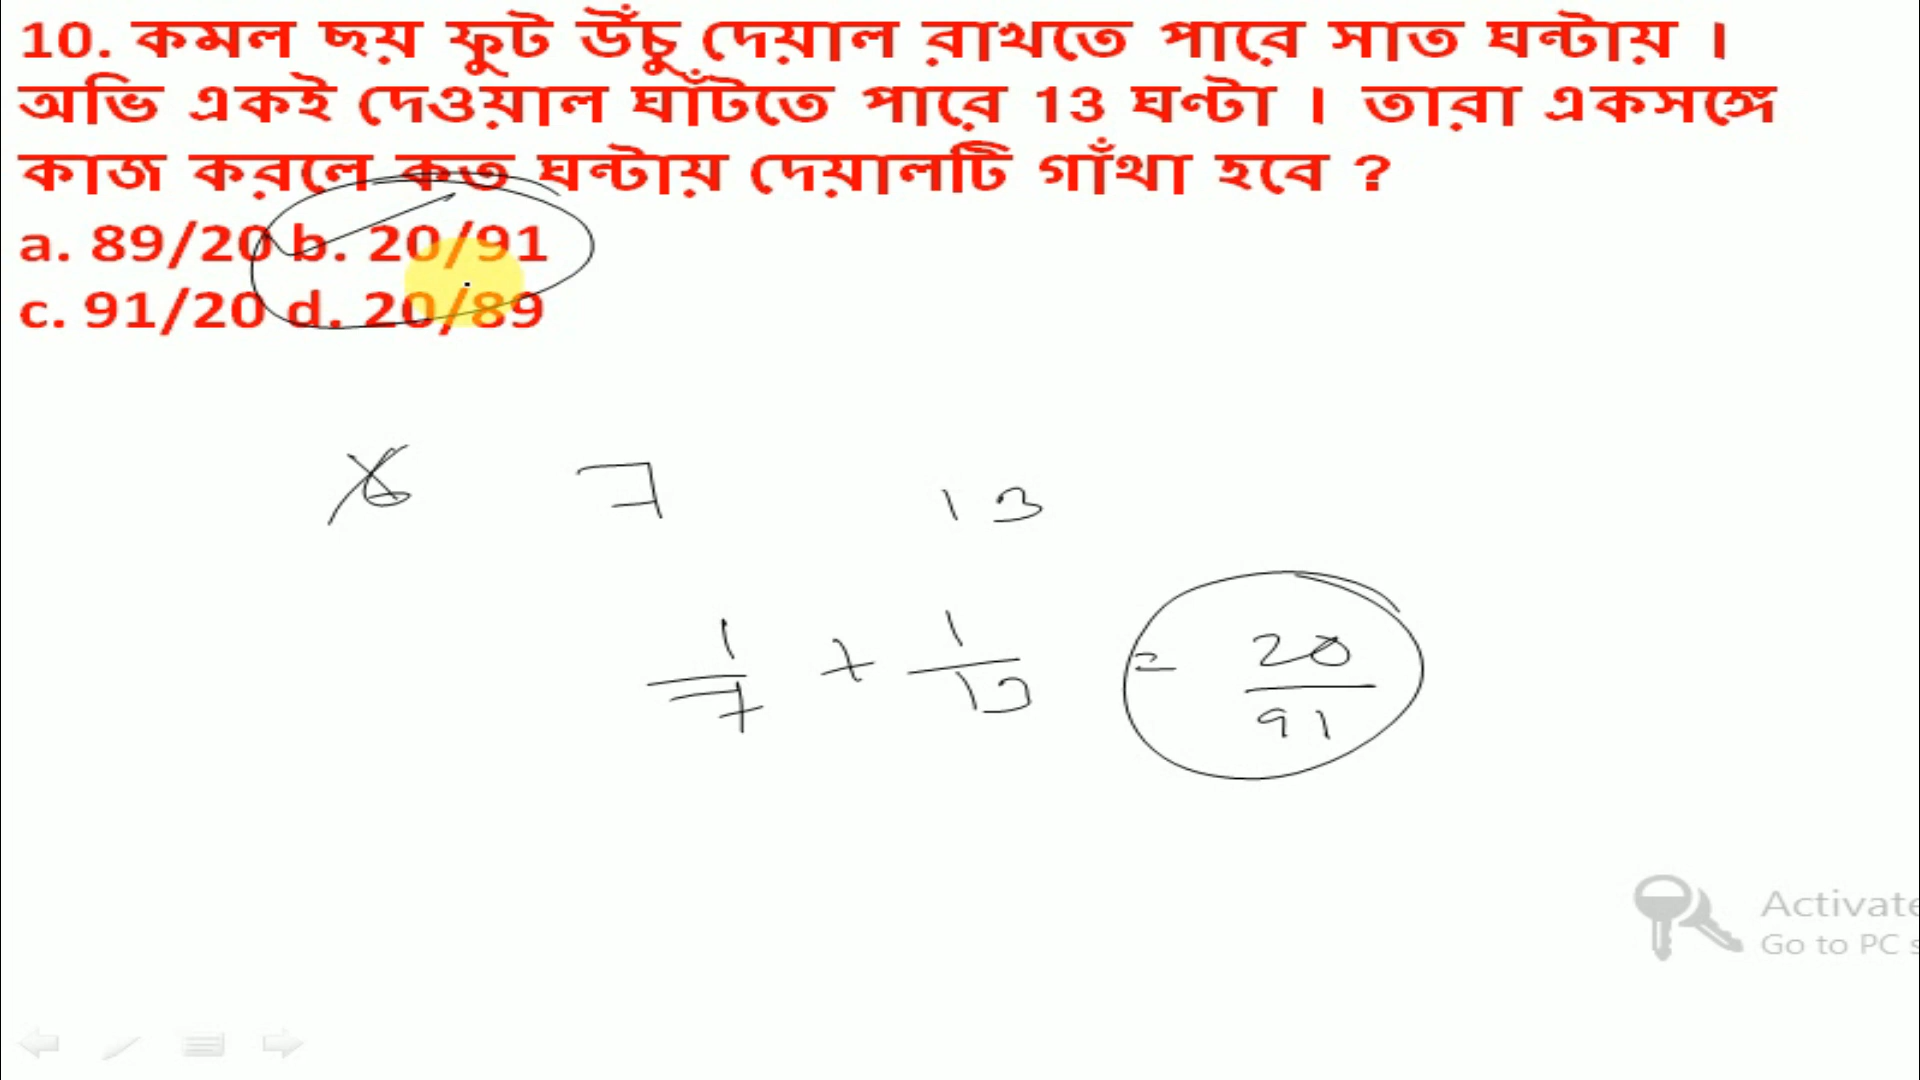 10. কমল ছয় ফুট উঁচু দেয়াল রাখতে পারে সাত ঘন্টায় ।
অভি একই দেওয়াল ঘাঁটতে পারে 13 ঘণ্টা । তারা একসঙ্গে
কাজ করলে কত ঘন্টায় দেয়ালটি গাঁথা হবে ?
a. 89/20 b. 20/91
c. 91/20 d. 20/89
6 7 13
1/7 + 1/13 = 20/91
Activate
Go to PC s